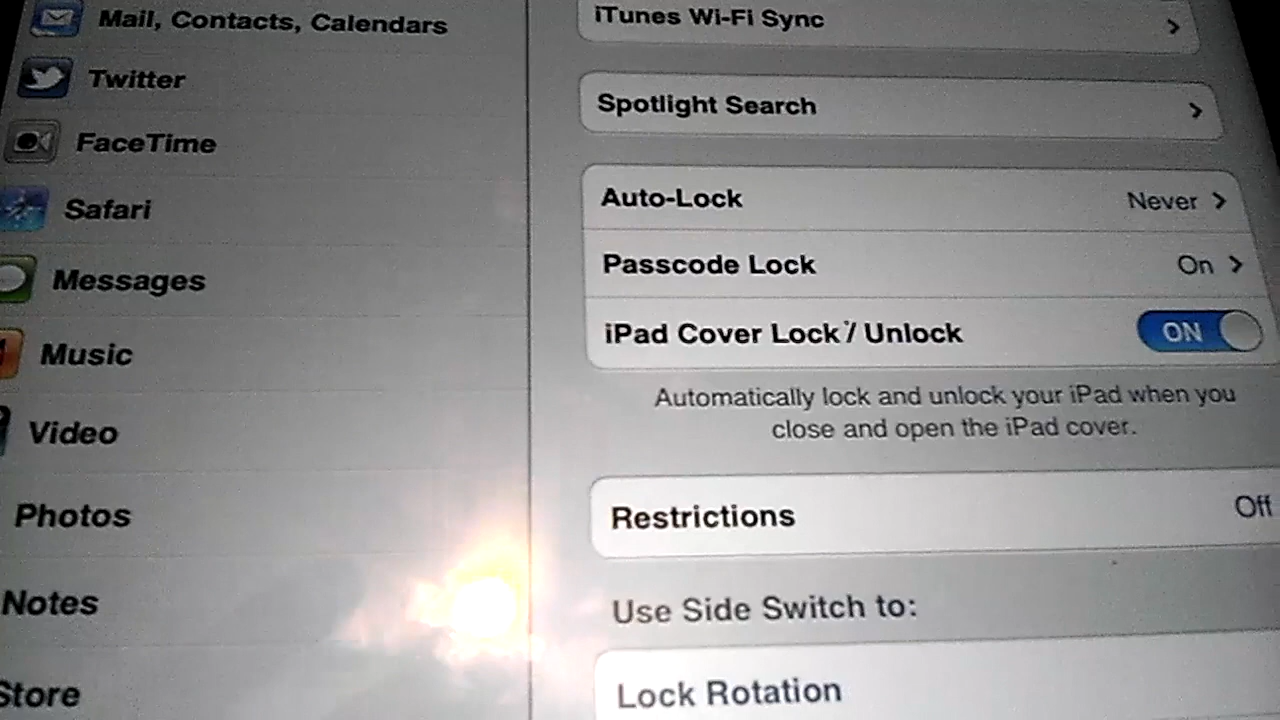 Mail, Contacts, Calendars
Twitter
FaceTime
Safari
Messages
Music
Video
Photos
Notes
Store
iTunes Wi-Fi Sync
Spotlight Search
Auto-Lock Never
Passcode Lock On
iPad Cover Lock / Unlock ON
Automatically lock and unlock your iPad when you
close and open the iPad cover.
Restrictions Off
Use Side Switch to:
Lock Rotation